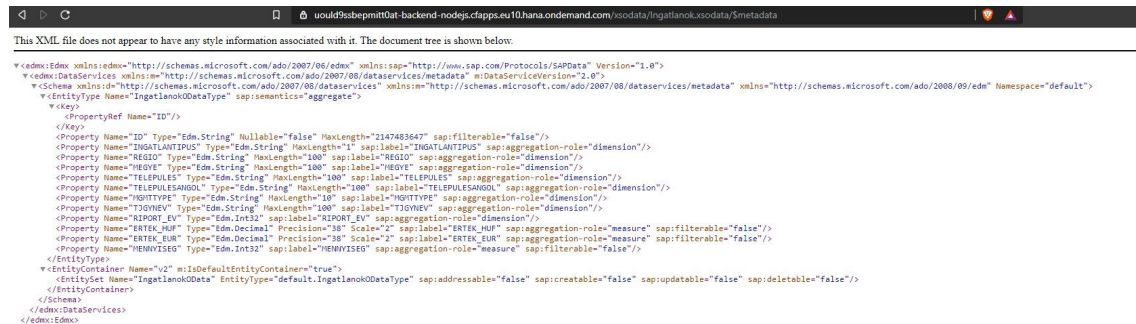 uould9ssbepmitt0at-backend-nodejs.cfapps.eu10.hana.ondemand.com/xsodata/Ingatlanok.xsodata/$metadata
This XML file does not appear to have any style information associated with it. The document tree is shown below.
▼<edmx:Edmx xmlns:edmx="http://schemas.microsoft.com/ado/2007/06/edmx" xmlns:sap="http://www.sap.com/Protocols/SAPData" Version="1.0">
▼<edmx:DataServices xmlns:m="http://schemas.microsoft.com/ado/2007/08/dataservices/metadata" m:DataServiceVersion="2.0">
▼<Schema xmlns:d="http://schemas.microsoft.com/ado/2007/08/dataservices" xmlns:m="http://schemas.microsoft.com/ado/2007/08/dataservices/metadata" xmlns="http://schemas.microsoft.com/ado/2008/09/edm" Namespace="default">
▼<EntityType Name="IngatlanokODataType" sap:semantics="aggregate">
▼<Key>
<PropertyRef Name="ID"/>
</Key>
<Property Name="ID" Type="Edm.String" Nullable="false" MaxLength="2147483647" sap:filterable="false"/>
<Property Name="INGATLANTIPUS" Type="Edm.String" MaxLength="1" sap:label="INGATLANTIPUS" sap:aggregation-role="dimension"/>
<Property Name="REGIO" Type="Edm.String" MaxLength="100" sap:label="REGIO" sap:aggregation-role="dimension"/>
<Property Name="MEGYE" Type="Edm.String" MaxLength="100" sap:label="MEGYE" sap:aggregation-role="dimension"/>
<Property Name="TELEPULES" Type="Edm.String" MaxLength="100" sap:label="TELEPULES" sap:aggregation-role="dimension"/>
<Property Name="TELEPULESANGOL" Type="Edm.String" MaxLength="100" sap:label="TELEPULESANGOL" sap:aggregation-role="dimension"/>
<Property Name="MGMTTYPE" Type="Edm.String" MaxLength="10" sap:label="MGMTTYPE" sap:aggregation-role="dimension"/>
<Property Name="TJGYNEV" Type="Edm.String" MaxLength="100" sap:label="TJGYNEV" sap:aggregation-role="dimension"/>
<Property Name="RIPORT_EV" Type="Edm.Int32" sap:label="RIPORT_EV" sap:aggregation-role="dimension"/>
<Property Name="ERTEK_HUF" Type="Edm.Decimal" Precision="38" Scale="2" sap:label="ERTEK_HUF" sap:aggregation-role="measure" sap:filterable="false"/>
<Property Name="ERTEK_EUR" Type="Edm.Decimal" Precision="38" Scale="2" sap:label="ERTEK_EUR" sap:aggregation-role="measure" sap:filterable="false"/>
<Property Name="MENNYISEG" Type="Edm.Int32" sap:label="MENNYISEG" sap:aggregation-role="measure" sap:filterable="false"/>
</EntityType>
▼<EntityContainer Name="v2" m:IsDefaultEntityContainer="true">
<EntitySet Name="IngatlanokOData" EntityType="default.IngatlanokODataType" sap:addressable="false" sap:creatable="false" sap:updatable="false" sap:deletable="false"/>
</EntityContainer>
</Schema>
</edmx:DataServices>
</edmx:Edmx>